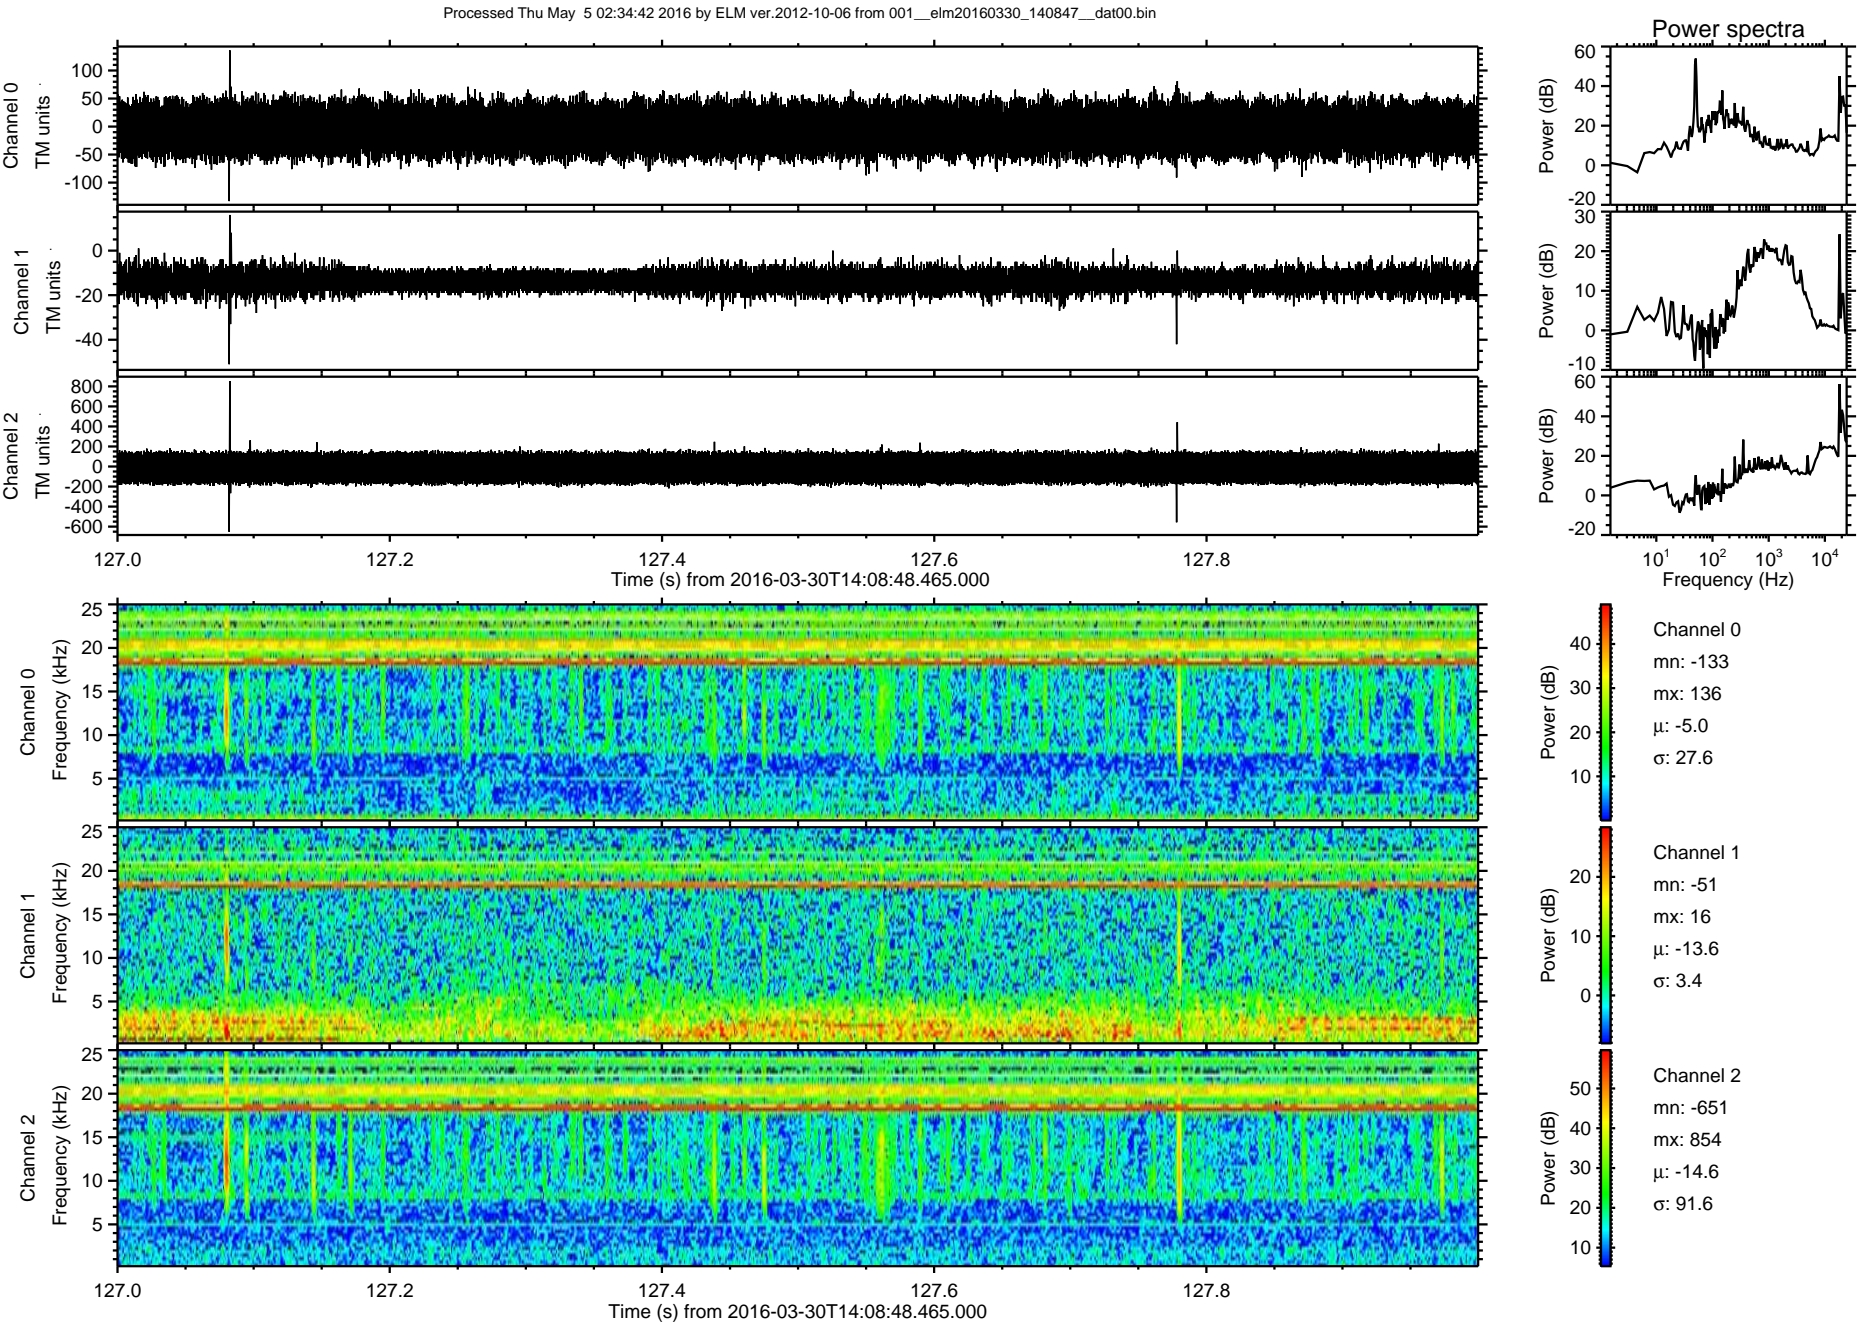 Processed Thu May  5 02:34:42 2016 by ELM ver.2012-10-06 from 001__elm20160330_140847__dat00.bin
Power spectra
Channel 0
TM units
100
50
0
-50
-100
Power (dB)
60
40
20
0
-20
Channel 1
TM units
0
-20
-40
Power (dB)
30
20
10
0
-10
Channel 2
TM units
800
600
400
200
0
-200
-400
-600
Power (dB)
60
40
20
0
-20
127.0 127.2 127.4 127.6 127.8
Time (s) from 2016-03-30T14:08:48.465.000
10^1 10^2 10^3 10^4
Frequency (Hz)
Channel 0
Frequency (kHz)
25
20
15
10
5
Power (dB)
40
30
20
10
Channel 0
mn: -133
mx: 136
μ: -5.0
σ: 27.6
Channel 1
Frequency (kHz)
25
20
15
10
5
Power (dB)
20
10
0
Channel 1
mn: -51
mx: 16
μ: -13.6
σ: 3.4
Channel 2
Frequency (kHz)
25
20
15
10
5
Power (dB)
50
40
30
20
10
Channel 2
mn: -651
mx: 854
μ: -14.6
σ: 91.6
127.0 127.2 127.4 127.6 127.8
Time (s) from 2016-03-30T14:08:48.465.000